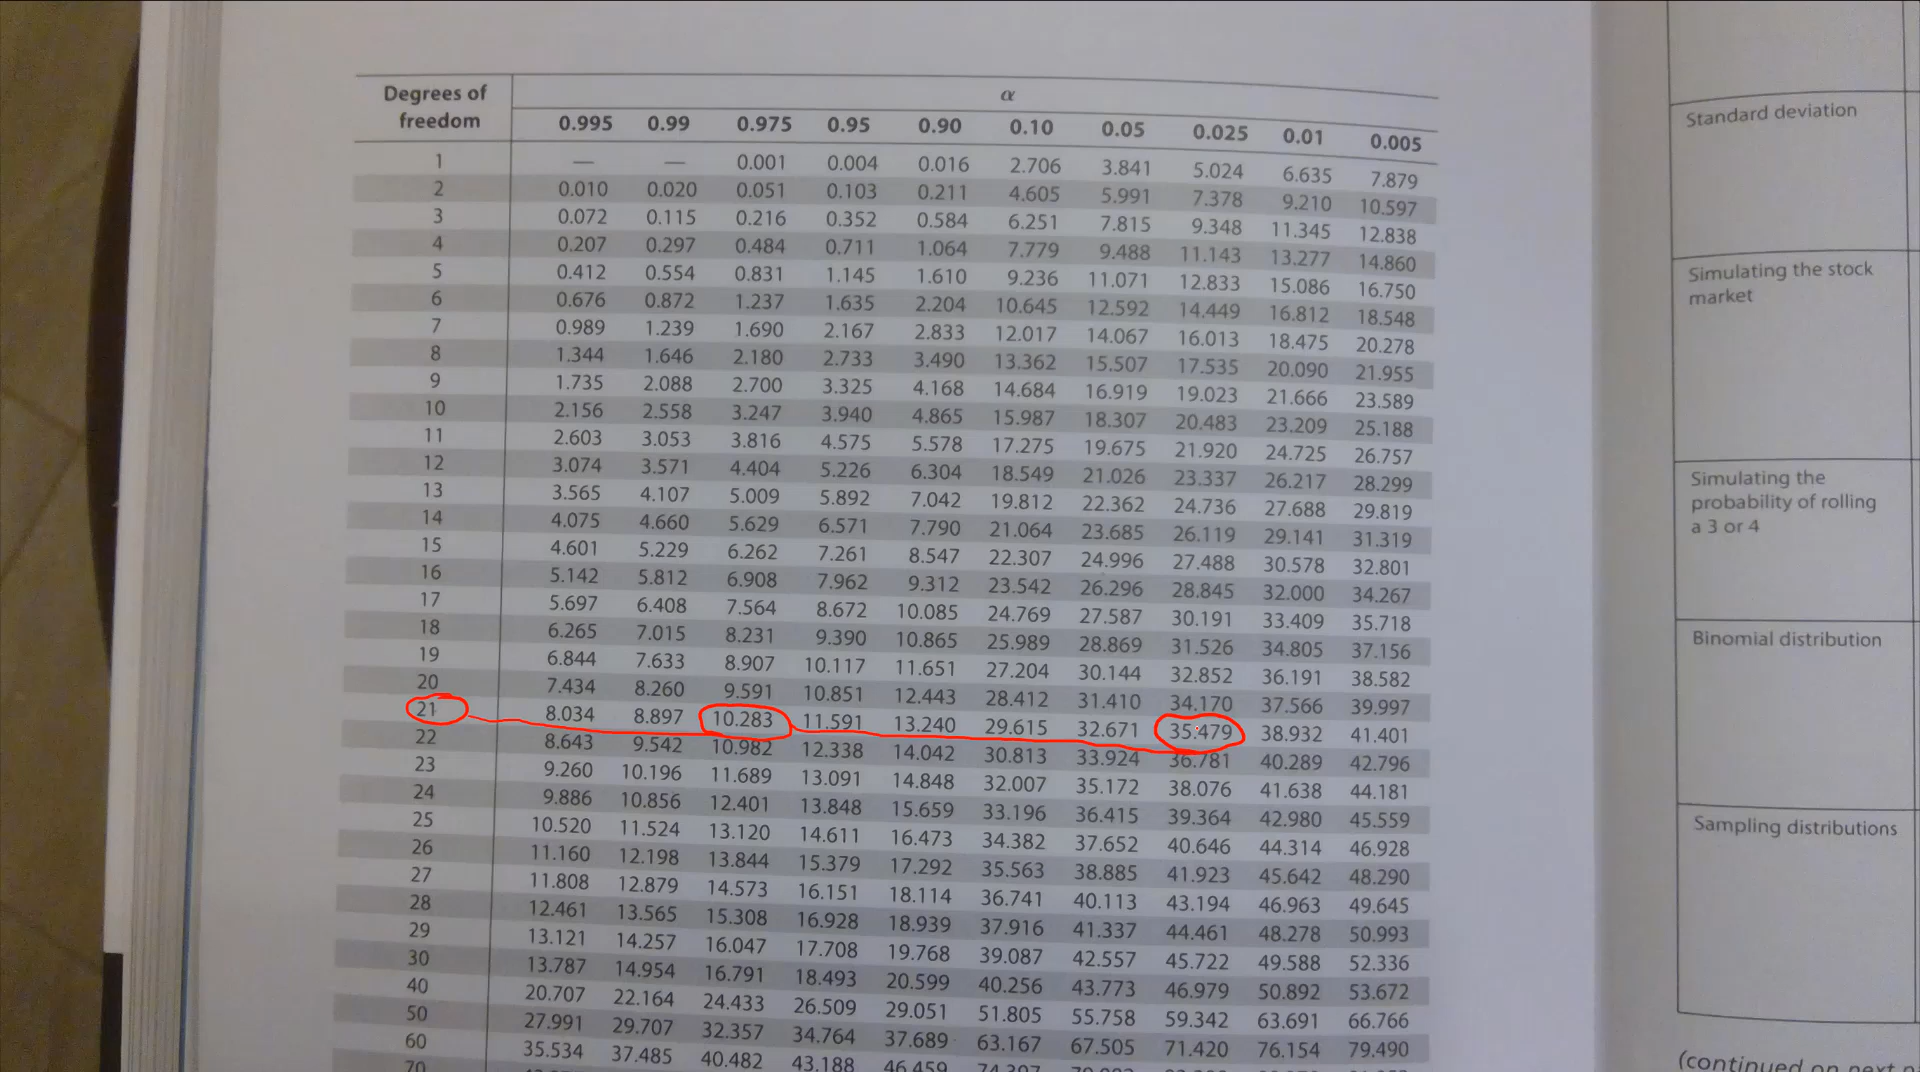 Degrees of freedom α
0.995 0.99 0.975 0.95 0.90 0.10 0.05 0.025 0.01 0.005
1 — — 0.001 0.004 0.016 2.706 3.841 5.024 6.635 7.879
2 0.010 0.020 0.051 0.103 0.211 4.605 5.991 7.378 9.210 10.597
3 0.072 0.115 0.216 0.352 0.584 6.251 7.815 9.348 11.345 12.838
4 0.207 0.297 0.484 0.711 1.064 7.779 9.488 11.143 13.277 14.860
5 0.412 0.554 0.831 1.145 1.610 9.236 11.071 12.833 15.086 16.750
6 0.676 0.872 1.237 1.635 2.204 10.645 12.592 14.449 16.812 18.548
7 0.989 1.239 1.690 2.167 2.833 12.017 14.067 16.013 18.475 20.278
8 1.344 1.646 2.180 2.733 3.490 13.362 15.507 17.535 20.090 21.955
9 1.735 2.088 2.700 3.325 4.168 14.684 16.919 19.023 21.666 23.589
10 2.156 2.558 3.247 3.940 4.865 15.987 18.307 20.483 23.209 25.188
11 2.603 3.053 3.816 4.575 5.578 17.275 19.675 21.920 24.725 26.757
12 3.074 3.571 4.404 5.226 6.304 18.549 21.026 23.337 26.217 28.299
13 3.565 4.107 5.009 5.892 7.042 19.812 22.362 24.736 27.688 29.819
14 4.075 4.660 5.629 6.571 7.790 21.064 23.685 26.119 29.141 31.319
15 4.601 5.229 6.262 7.261 8.547 22.307 24.996 27.488 30.578 32.801
16 5.142 5.812 6.908 7.962 9.312 23.542 26.296 28.845 32.000 34.267
17 5.697 6.408 7.564 8.672 10.085 24.769 27.587 30.191 33.409 35.718
18 6.265 7.015 8.231 9.390 10.865 25.989 28.869 31.526 34.805 37.156
19 6.844 7.633 8.907 10.117 11.651 27.204 30.144 32.852 36.191 38.582
20 7.434 8.260 9.591 10.851 12.443 28.412 31.410 34.170 37.566 39.997
21 8.034 8.897 10.283 11.591 13.240 29.615 32.671 35.479 38.932 41.401
22 8.643 9.542 10.982 12.338 14.042 30.813 33.924 36.781 40.289 42.796
23 9.260 10.196 11.689 13.091 14.848 32.007 35.172 38.076 41.638 44.181
24 9.886 10.856 12.401 13.848 15.659 33.196 36.415 39.364 42.980 45.559
25 10.520 11.524 13.120 14.611 16.473 34.382 37.652 40.646 44.314 46.928
26 11.160 12.198 13.844 15.379 17.292 35.563 38.885 41.923 45.642 48.290
27 11.808 12.879 14.573 16.151 18.114 36.741 40.113 43.194 46.963 49.645
28 12.461 13.565 15.308 16.928 18.939 37.916 41.337 44.461 48.278 50.993
29 13.121 14.257 16.047 17.708 19.768 39.087 42.557 45.722 49.588 52.336
30 13.787 14.954 16.791 18.493 20.599 40.256 43.773 46.979 50.892 53.672
40 20.707 22.164 24.433 26.509 29.051 51.805 55.758 59.342 63.691 66.766
50 27.991 29.707 32.357 34.764 37.689 63.167 67.505 71.420 76.154 79.490
60 35.534 37.485 40.482 43.188 46.459
70
Standard deviation
Simulating the stock
market
Simulating the
probability of rolling
a 3 or 4
Binomial distribution
Sampling distributions
(continued on next